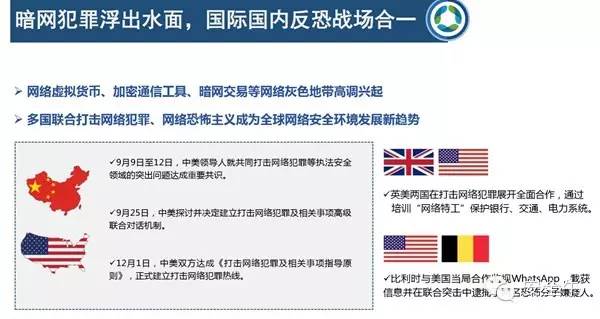 暗网犯罪浮出水面，国际国内反恐战场合一
网络虚拟货币、加密通信工具、暗网交易等网络灰色地带高调兴起
多国联合打击网络犯罪、网络恐怖主义成为全球网络安全环境发展新趋势
9月9日至12日，中美领导人就共同打击网络犯罪等执法安全
领域的突出问题达成重要共识。
9月25日，中美探讨并决定建立打击网络犯罪及相关事项高级
联合对话机制。
12月1日，中美双方达成《打击网络犯罪及相关事项指导原
则》，正式建立打击网络犯罪热线。
英美两国在打击网络犯罪展开全面合作，通过
培训“网络特工”保护银行、交通、电力系统。
比利时与美国当局合作监视WhatsApp，截获
信息并在联合突击中逮捕名恐怖分子嫌疑人。